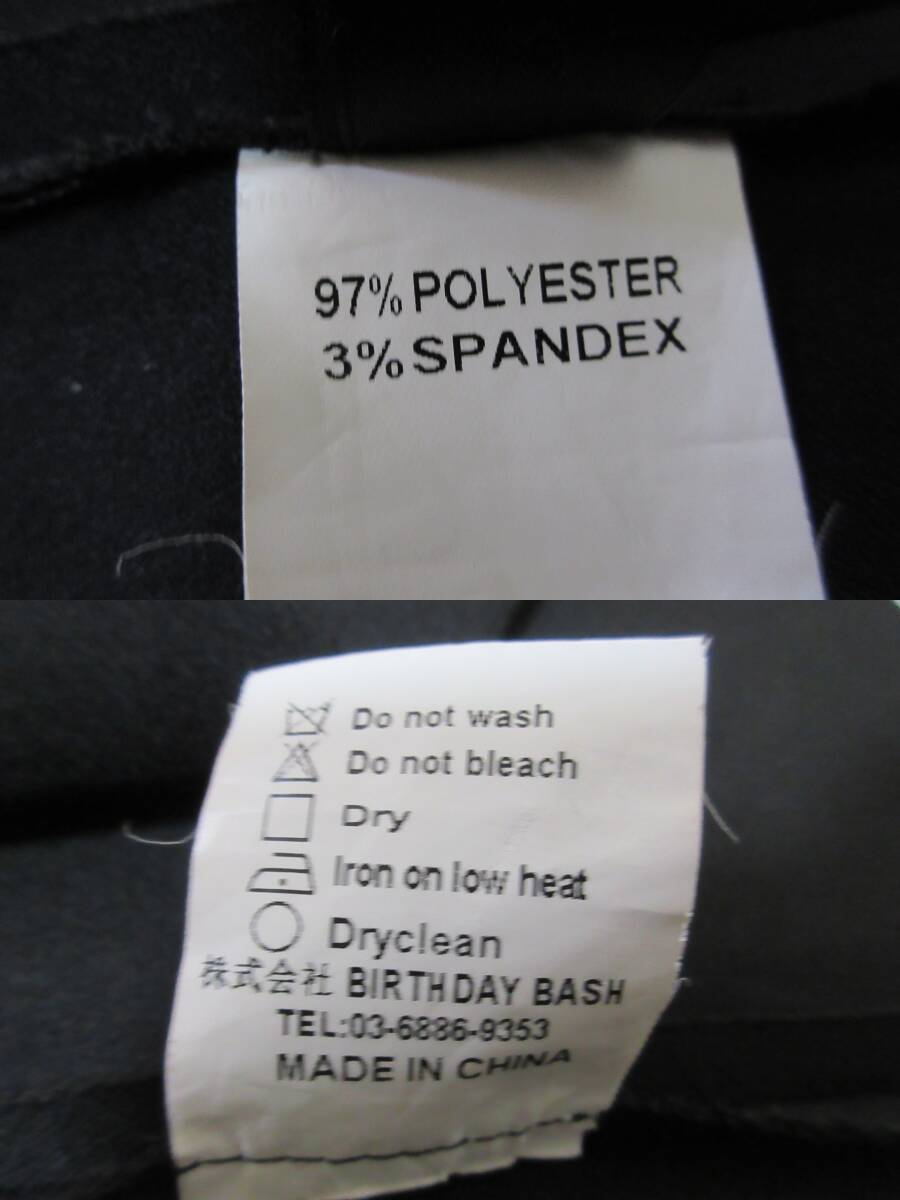 97% POLYESTER
3% SPANDEX
Do not wash
Do not bleach
Dry
Iron on low heat
Dryclean
株式会社 BIRTHDAY BASH
TEL:03-6886-9353
MADE IN CHINA